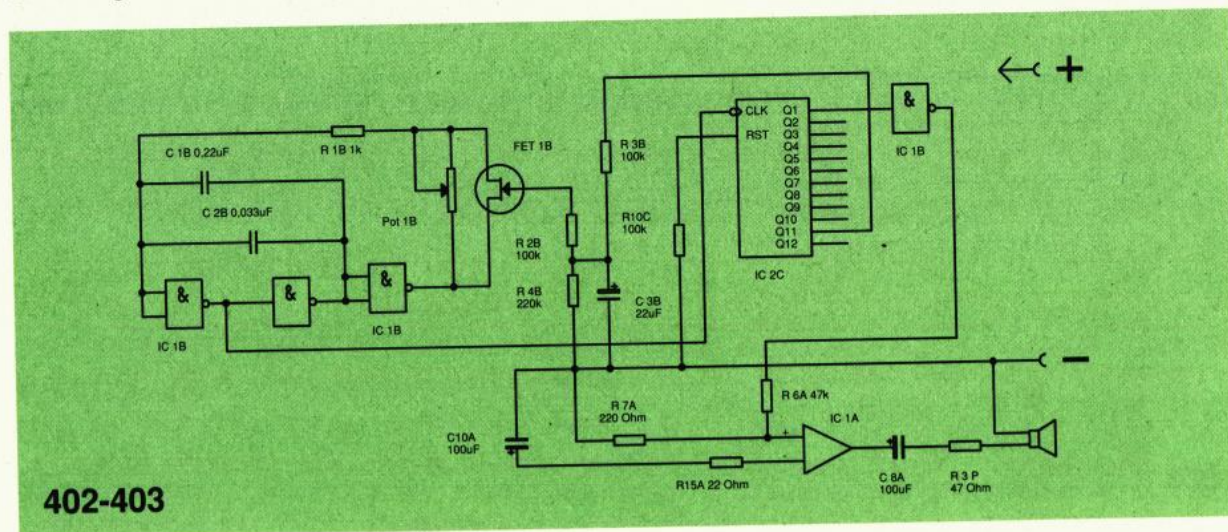 R 1B 1k
C 1B 0,22uF
C 2B 0,033uF
Pot 1B
FET 1B
&
IC 1B
&
&
IC 1B
R 2B
100k
R 4B
220k
R 3B
100k
C 3B
22uF
R10C
100k
CLK
RST
Q1
Q2
Q3
Q4
Q5
Q6
Q7
Q8
Q9
Q10
Q11
Q12
IC 2C
&
IC 1B
+
−
R 6A 47k
R 7A
220 Ohm
C10A
100uF
R15A 22 Ohm
+
IC 1A
+
C 8A
100uF
R 3 P
47 Ohm
402-403